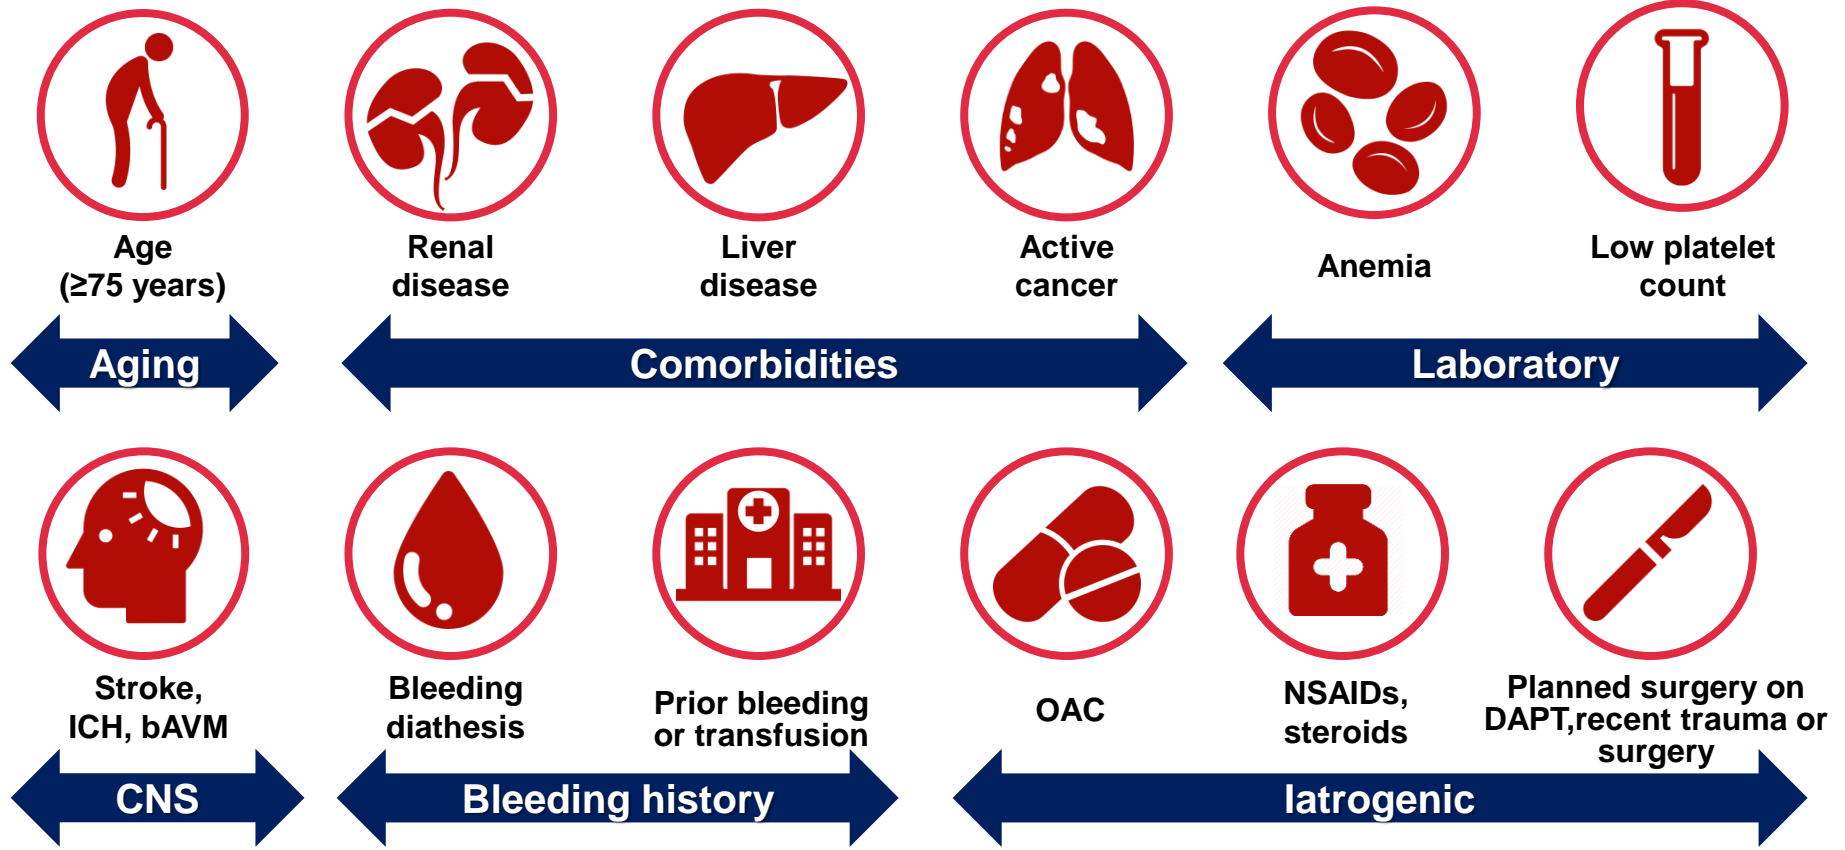 Age
(≥75 years)
Renal
disease
Liver
disease
Active
cancer
Anemia
Low platelet
count
Aging
Comorbidities
Laboratory
Stroke,
ICH, bAVM
Bleeding
diathesis
Prior bleeding
or transfusion
OAC
NSAIDs,
steroids
Planned surgery on
DAPT,recent trauma or
surgery
CNS
Bleeding history
Iatrogenic